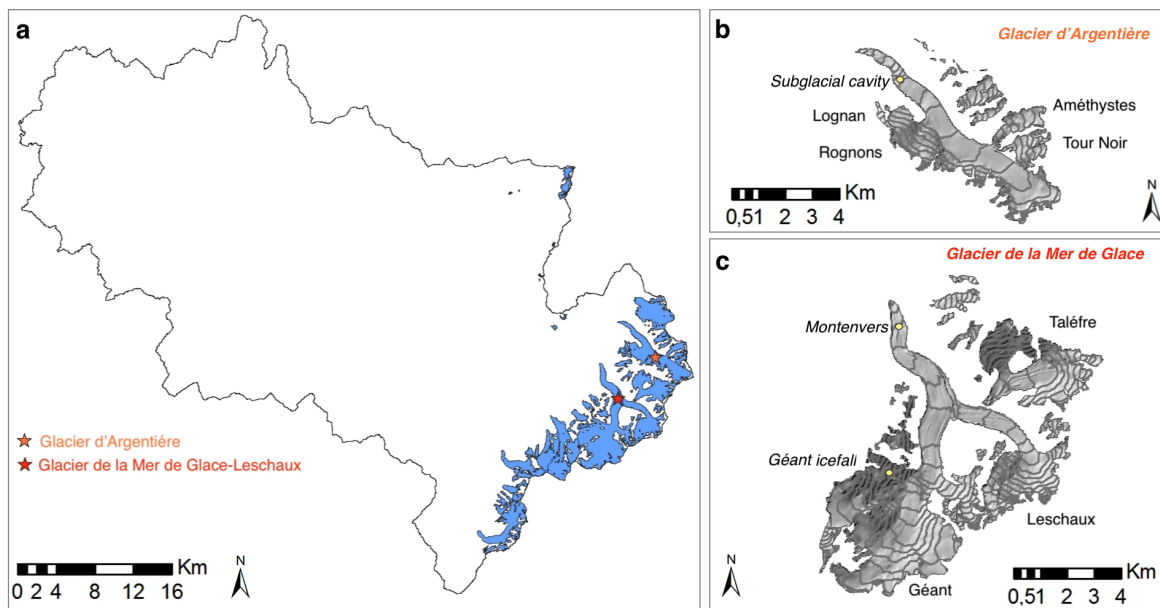 a
Glacier d'Argentiére
Glacier de la Mer de Glace-Leschaux
Km
0 2 4 8 12 16
N
b
Glacier d'Argentière
Subglacial cavity
Lognan
Rognons
Améthystes
Tour Noir
Km
0,51 2 3 4
N
c
Glacier de la Mer de Glace
Montenvers
Taléfre
Géant icefall
Leschaux
Géant
N
Km
0,51 2 3 4